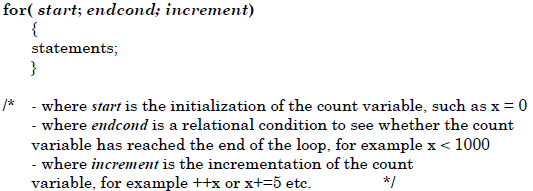 for( start; endcond; increment)
{
statements;
}
/* - where start is the initialization of the count variable, such as x = 0
- where endcond is a relational condition to see whether the count
variable has reached the end of the loop, for example x < 1000
- where increment is the incrementation of the count
variable, for example ++x or x+=5 etc. */